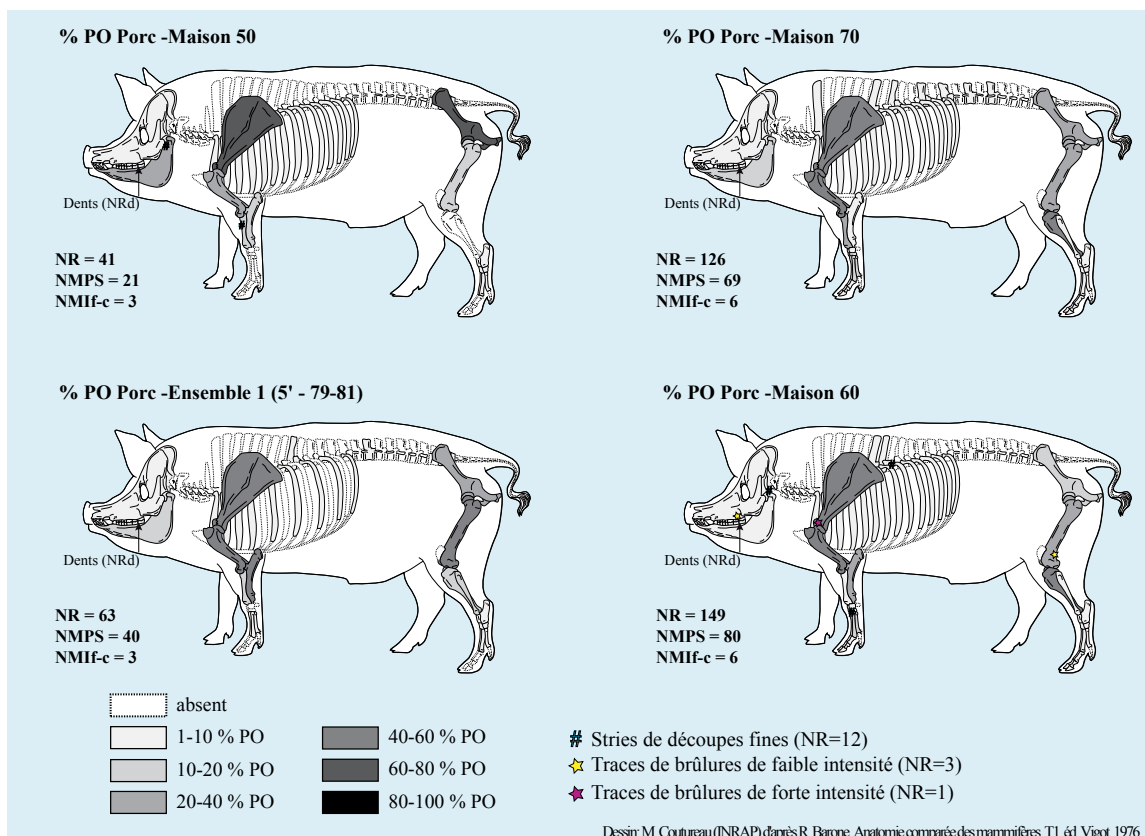 % PO Porc -Maison 50
Dents (NRd)
NR = 41
NMPS = 21
NMIf-c = 3
% PO Porc -Maison 70
Dents (NRd)
NR = 126
NMPS = 69
NMIf-c = 6
% PO Porc -Ensemble 1 (5' - 79-81)
Dents (NRd)
NR = 63
NMPS = 40
NMIf-c = 3
% PO Porc -Maison 60
Dents (NRd)
NR = 149
NMPS = 80
NMIf-c = 6
absent
1-10 % PO
10-20 % PO
20-40 % PO
40-60 % PO
60-80 % PO
80-100 % PO
# Stries de découpes fines (NR=12)
Traces de brûlures de faible intensité (NR=3)
Traces de brûlures de forte intensité (NR=1)
Dessin: M. Coutureau (INRAP) d'après R. Barone, Anatomie comparée des mammifères, T1, éd. Vigot, 1976